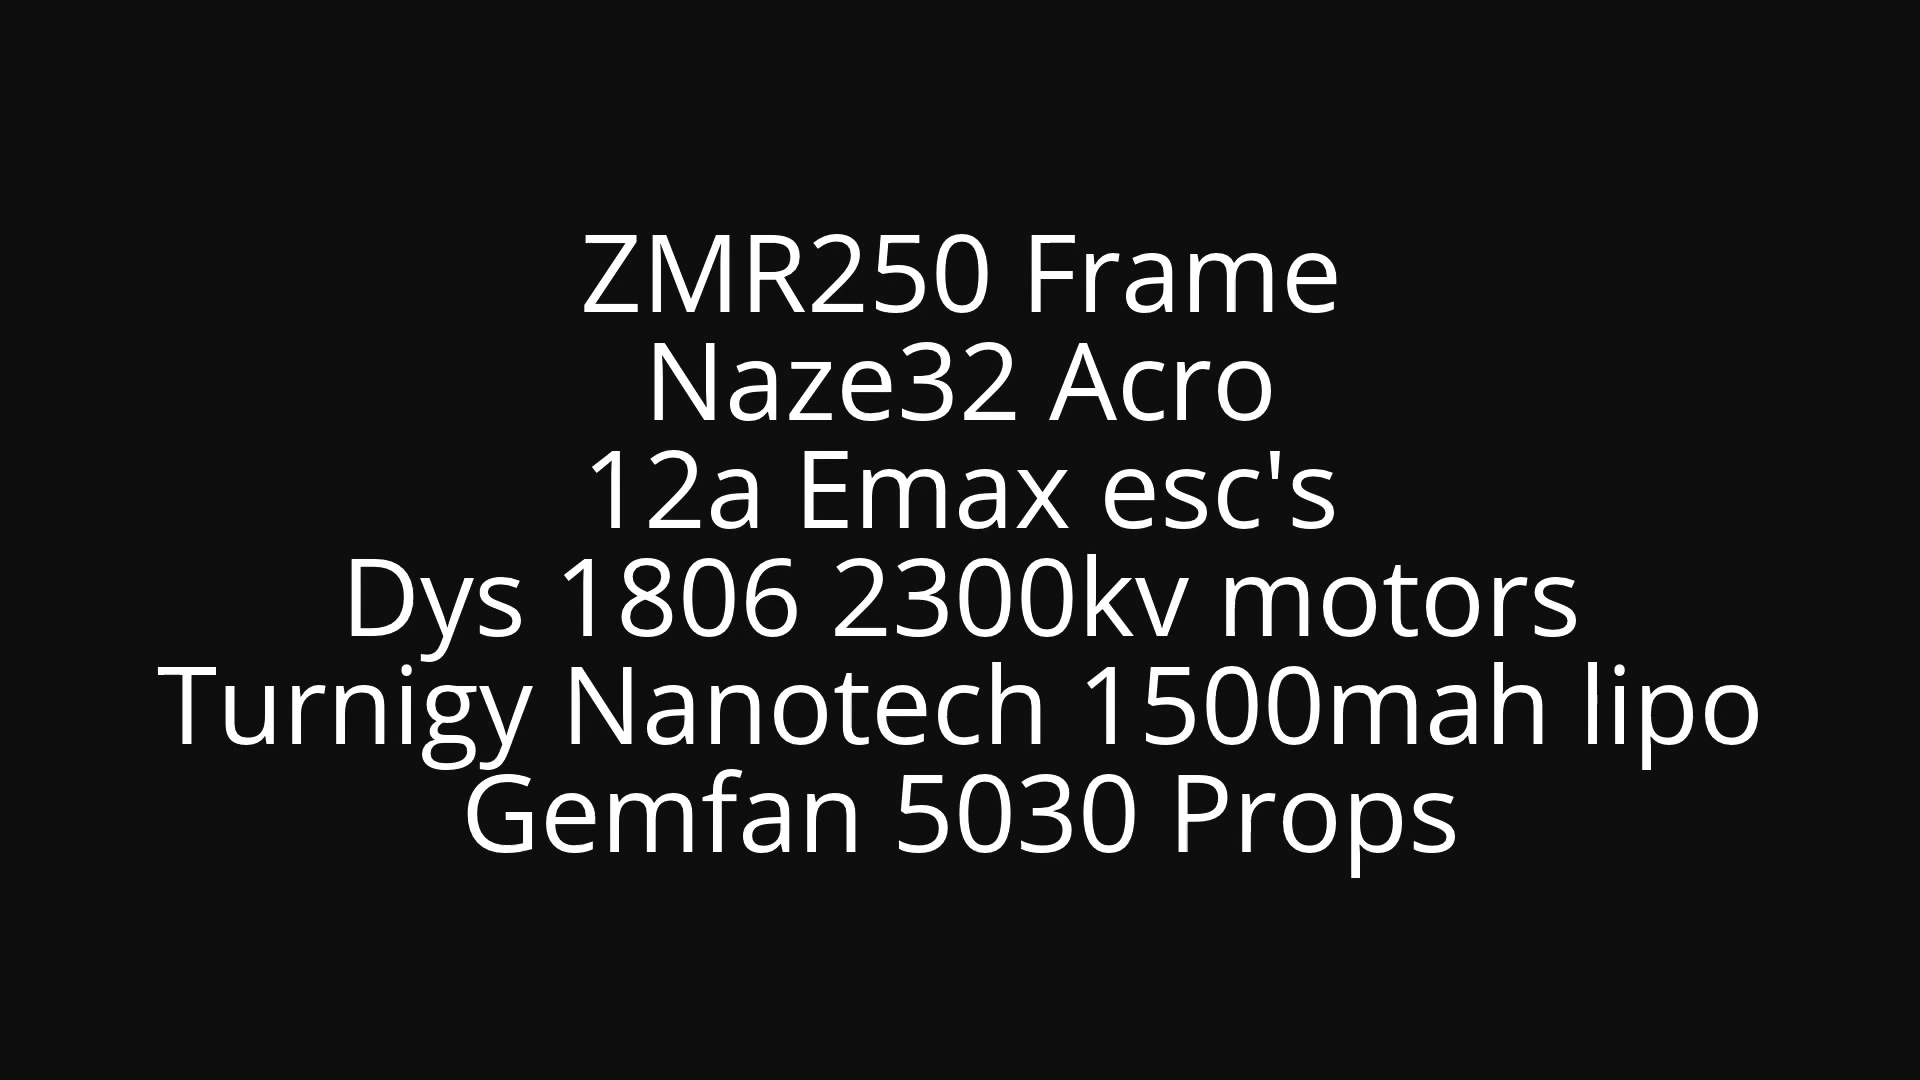 ZMR250 Frame
Naze32 Acro
12a Emax esc's
Dys 1806 2300kv motors
Turnigy Nanotech 1500mah lipo
Gemfan 5030 Props